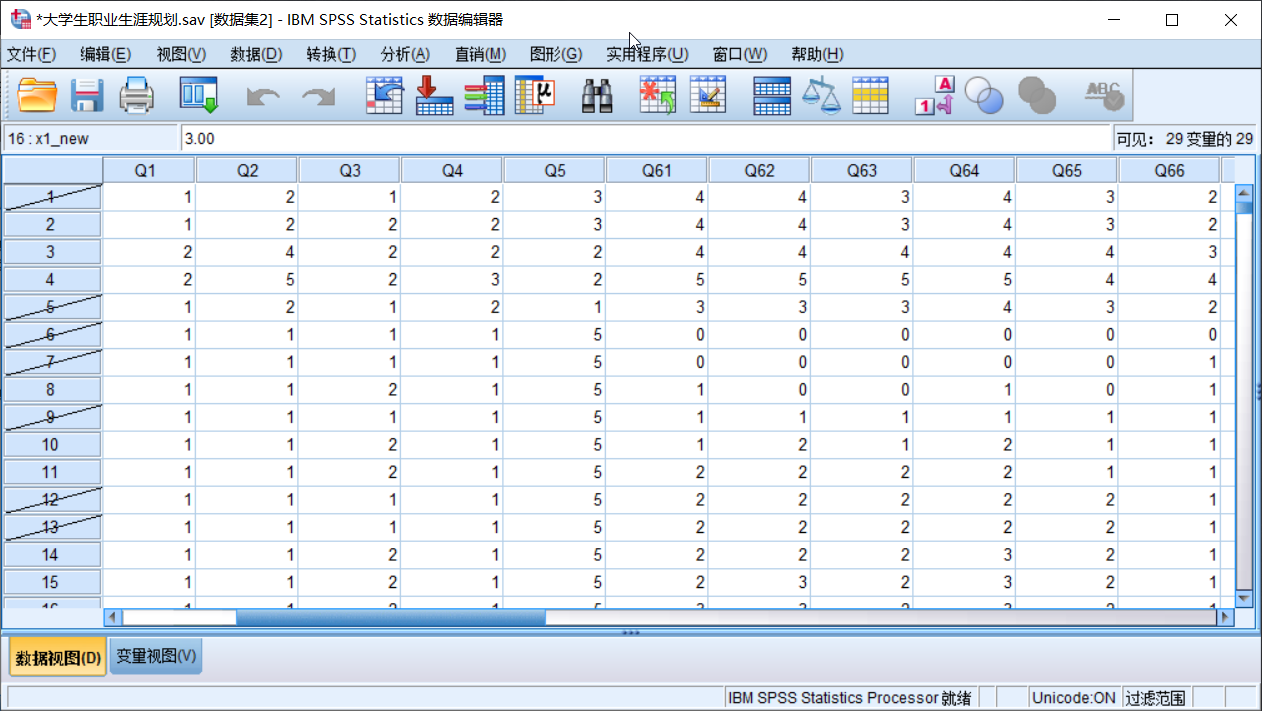 *大学生职业生涯规划.sav [数据集2] - IBM SPSS Statistics 数据编辑器
文件(F) 编辑(E) 视图(V) 数据(D) 转换(T) 分析(A) 直销(M) 图形(G) 实用程序(U) 窗口(W) 帮助(H)
μ 1 A ABC
16 : x1_new 3.00 可见: 29 变量的 29
Q1 Q2 Q3 Q4 Q5 Q61 Q62 Q63 Q64 Q65 Q66
1 1 2 1 2 3 4 4 3 4 3 2
2 1 2 2 2 3 4 4 3 4 3 2
3 2 4 2 2 2 4 4 4 4 4 3
4 2 5 2 3 2 5 5 5 5 4 4
5 1 2 1 2 1 3 3 3 4 3 2
6 1 1 1 1 5 0 0 0 0 0 0
7 1 1 1 1 5 0 0 0 0 0 1
8 1 1 2 1 5 1 0 0 1 0 1
9 1 1 1 1 5 1 1 1 1 1 1
10 1 1 2 1 5 1 2 1 2 1 1
11 1 1 2 1 5 2 2 2 2 1 1
12 1 1 1 1 5 2 2 2 2 2 1
13 1 1 1 1 5 2 2 2 2 2 1
14 1 1 2 1 5 2 2 2 3 2 1
15 1 1 2 1 5 2 3 2 3 2 1
数据视图(D) 变量视图(V)
IBM SPSS Statistics Processor 就绪 Unicode:ON 过滤范围